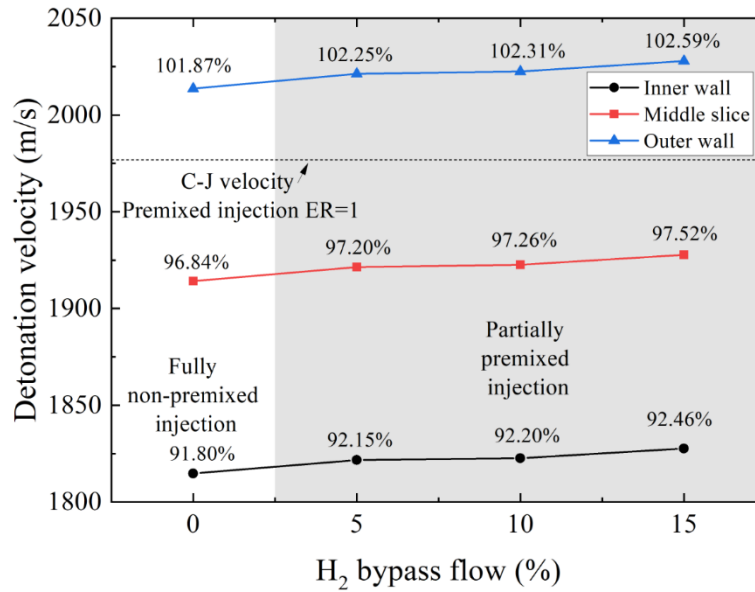 2050
2000
1950
1900
1850
1800
Detonation velocity (m/s)
101.87%
102.25%
102.31%
102.59%
Inner wall
Middle slice
Outer wall
C-J velocity
Premixed injection ER=1
96.84%
97.20%
97.26%
97.52%
Fully
non-premixed
injection
Partially
premixed
injection
91.80%
92.15%
92.20%
92.46%
0
5
10
15
H₂ bypass flow (%)